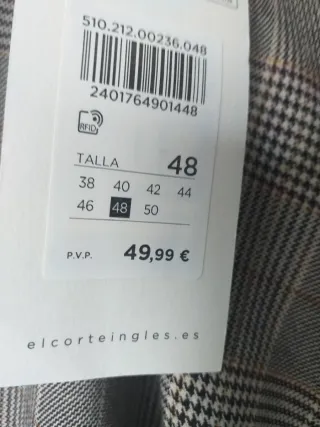 510.212.00236.048
2401764901448
RFID
TALLA 48
38 40 42 44
46 48 50
P.V.P. 49,99 €
elcorteingles.es